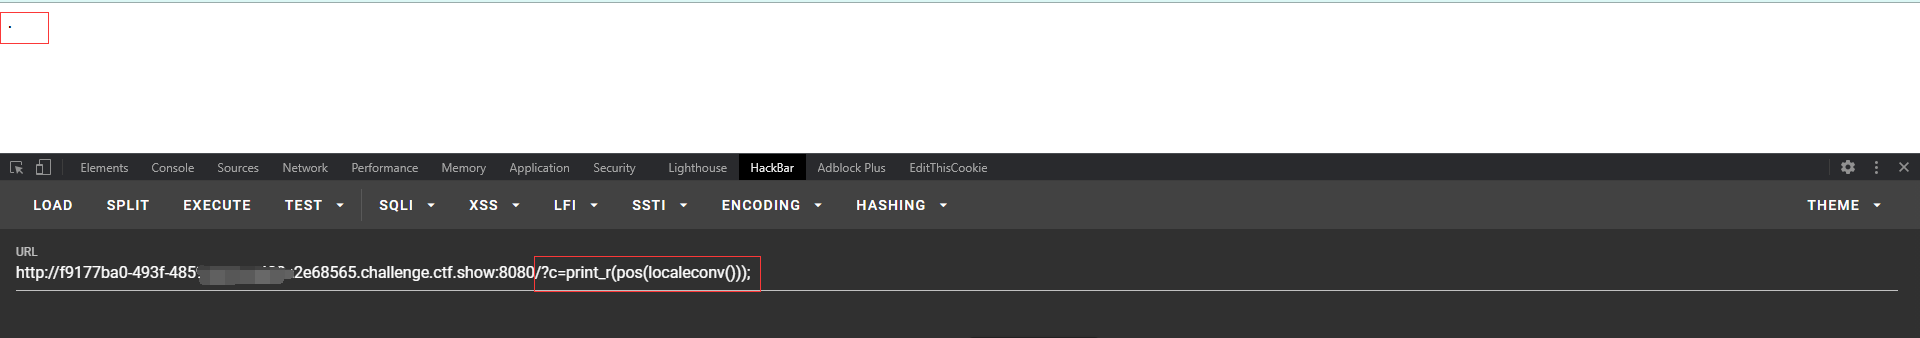 .
Elements Console Sources Network Performance Memory Application Security Lighthouse HackBar Adblock Plus EditThisCookie
LOAD SPLIT EXECUTE TEST SQLI XSS LFI SSTI ENCODING HASHING THEME
URL
http://f9177ba0-493f-485 2e68565.challenge.ctf.show:8080/?c=print_r(pos(localeconv()));